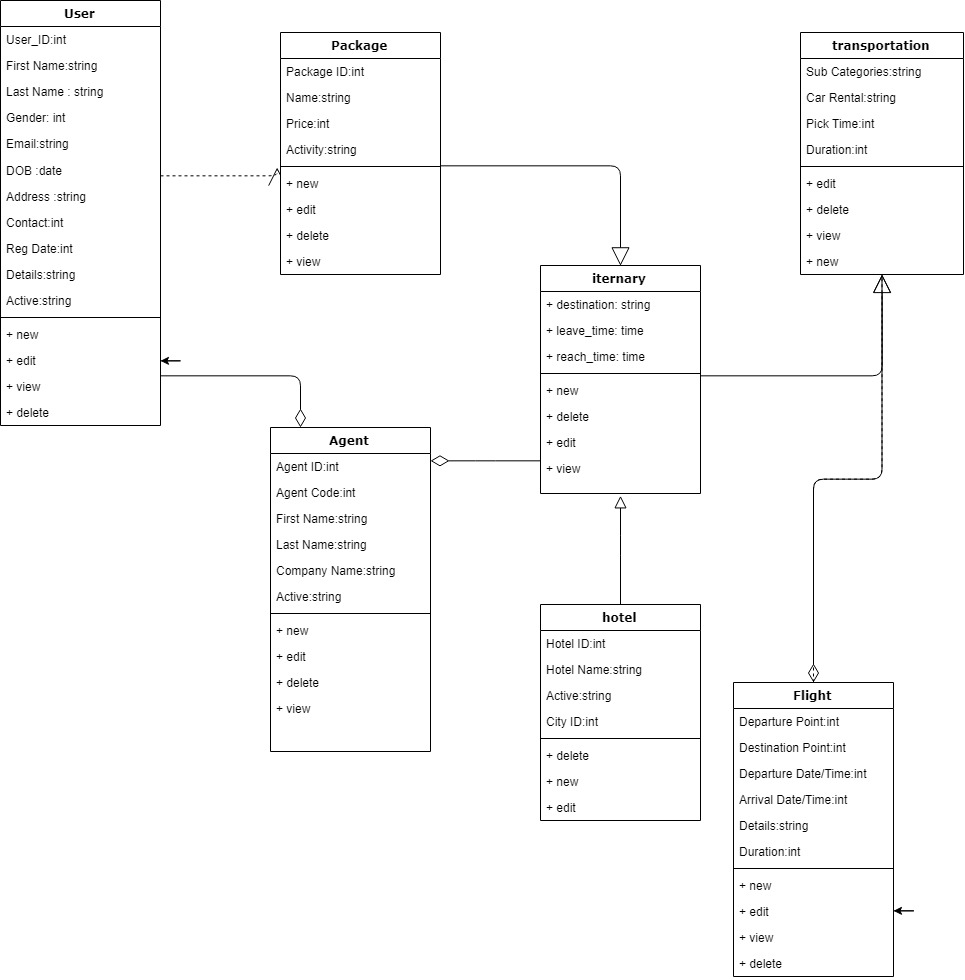 User
User_ID:int
First Name:string
Last Name : string
Gender: int
Email:string
DOB :date
Address :string
Contact:int
Reg Date:int
Details:string
Active:string
+ new
+ edit
+ view
+ delete
Package
Package ID:int
Name:string
Price:int
Activity:string
+ new
+ edit
+ delete
+ view
transportation
Sub Categories:string
Car Rental:string
Pick Time:int
Duration:int
+ edit
+ delete
+ view
+ new
iternary
+ destination: string
+ leave_time: time
+ reach_time: time
+ new
+ delete
+ edit
+ view
Agent
Agent ID:int
Agent Code:int
First Name:string
Last Name:string
Company Name:string
Active:string
+ new
+ edit
+ delete
+ view
hotel
Hotel ID:int
Hotel Name:string
Active:string
City ID:int
+ delete
+ new
+ edit
Flight
Departure Point:int
Destination Point:int
Departure Date/Time:int
Arrival Date/Time:int
Details:string
Duration:int
+ new
+ edit
+ view
+ delete